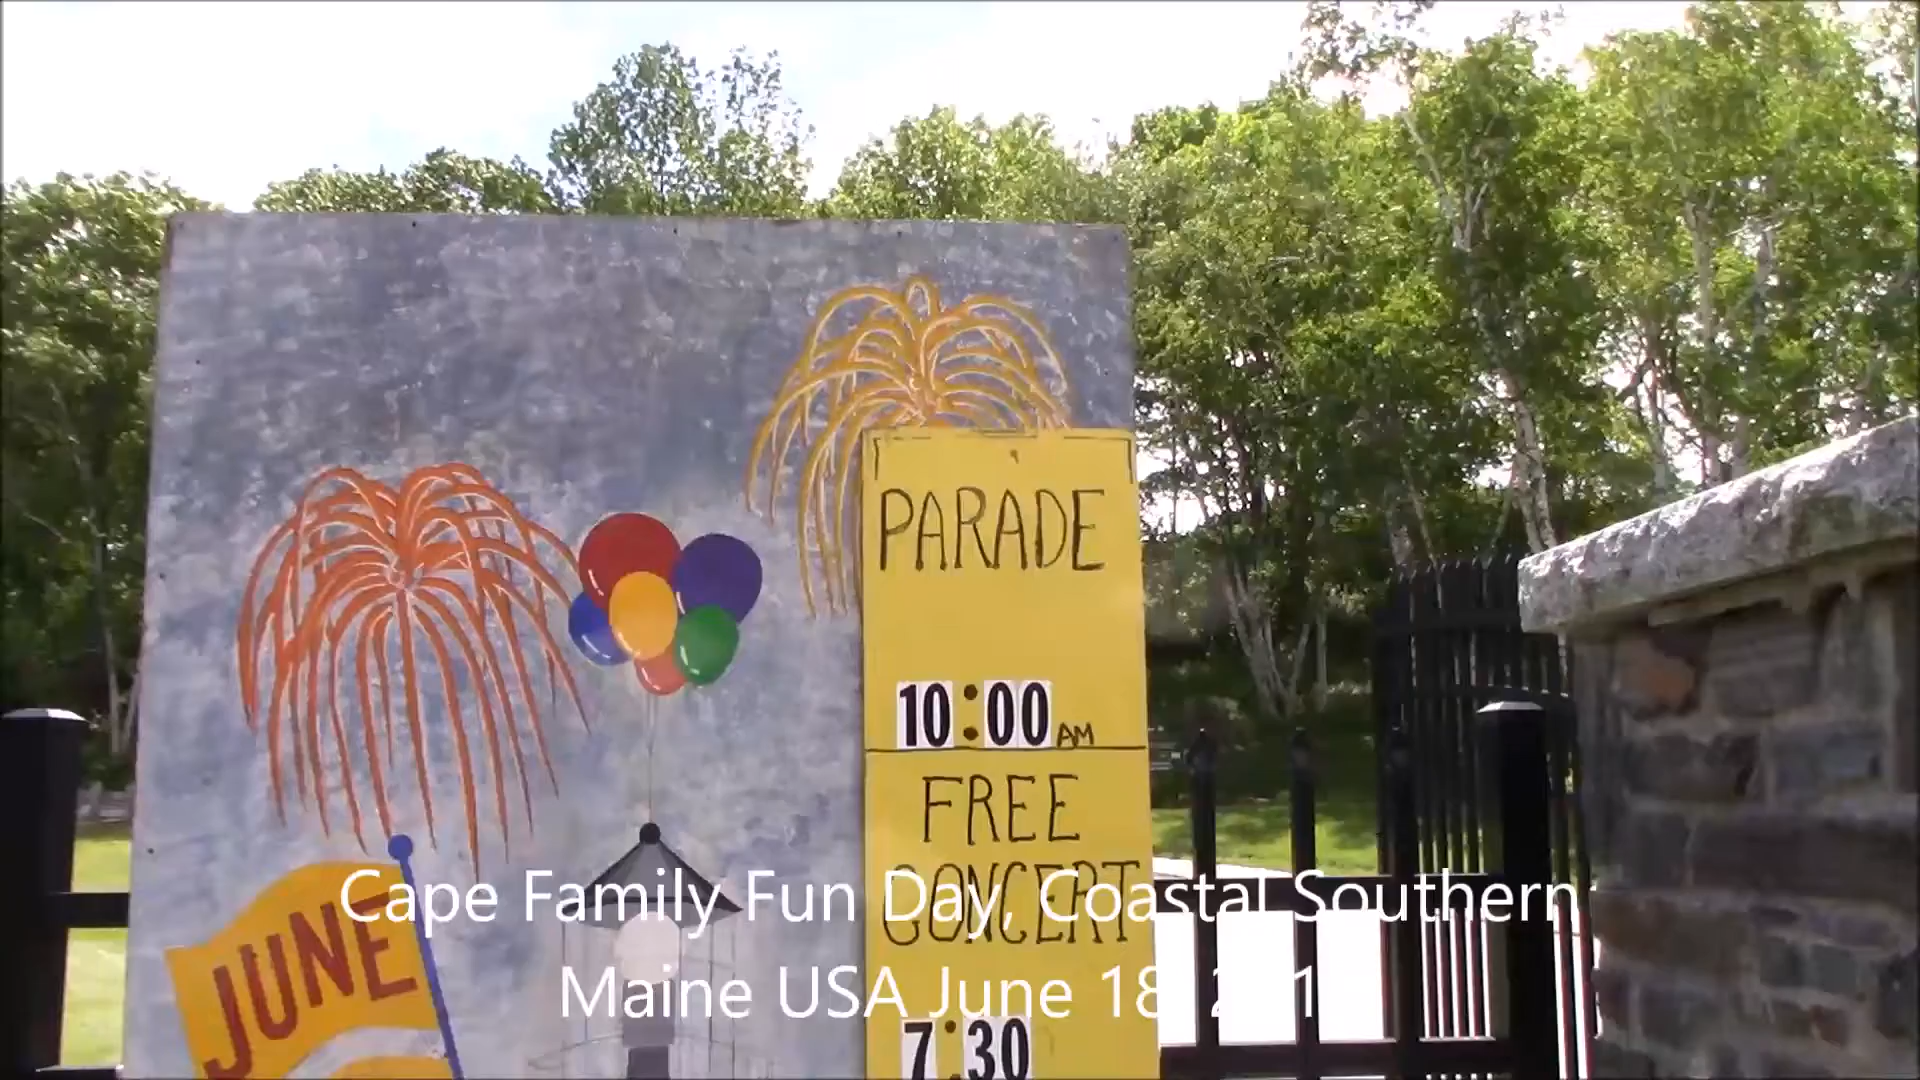 PARADE
10:00 AM
FREE
CONCERT
7:30
JUNE
Cape Family Fun Day, Coastal Southern
Maine USA June 18